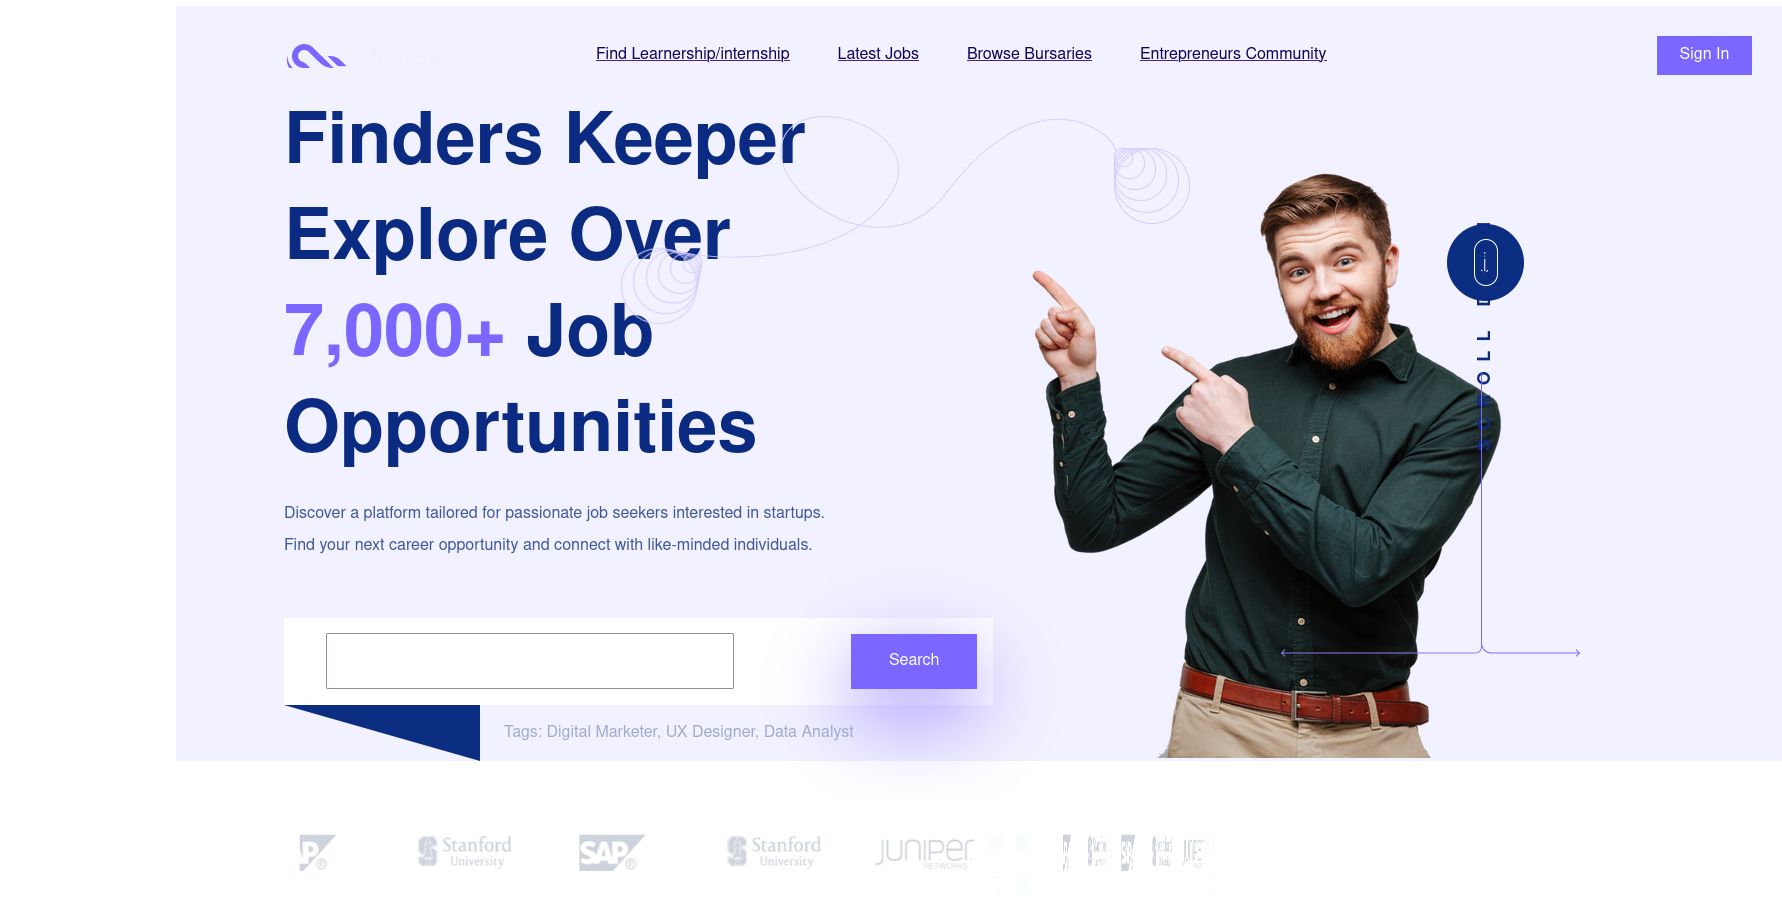 Find Learnership/internship
Latest Jobs
Browse Bursaries
Entrepreneurs Community
Sign In
Finders Keeper
Explore Over
7,000+ Job
Opportunities
Discover a platform tailored for passionate job seekers interested in startups.
Find your next career opportunity and connect with like-minded individuals.
SCROLL
Search
Tags: Digital Marketer, UX Designer, Data Analyst
Stanford
University
SAP®
Stanford
University
JUNIPER
NETWORKS